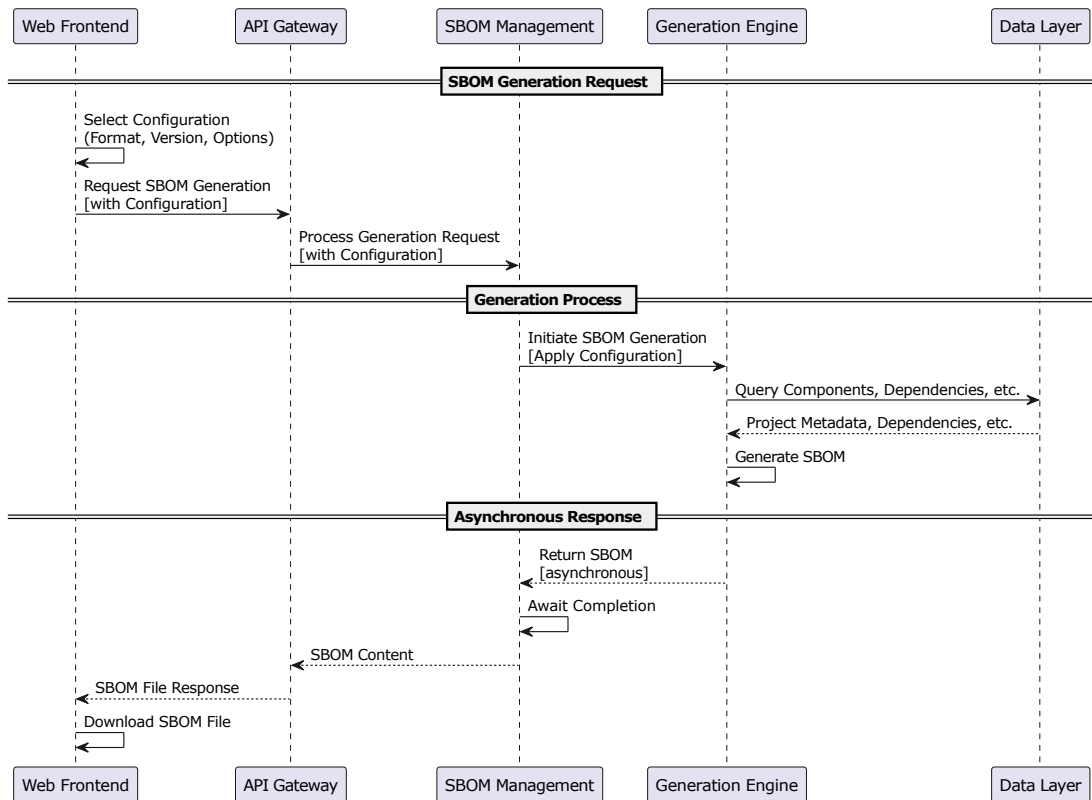 Web Frontend
API Gateway
SBOM Management
Generation Engine
Data Layer
SBOM Generation Request
Select Configuration
(Format, Version, Options)
Request SBOM Generation
[with Configuration]
Process Generation Request
[with Configuration]
Generation Process
Initiate SBOM Generation
[Apply Configuration]
Query Components, Dependencies, etc.
Project Metadata, Dependencies, etc.
Generate SBOM
Asynchronous Response
Return SBOM
[asynchronous]
Await Completion
SBOM Content
SBOM File Response
Download SBOM File
Web Frontend
API Gateway
SBOM Management
Generation Engine
Data Layer